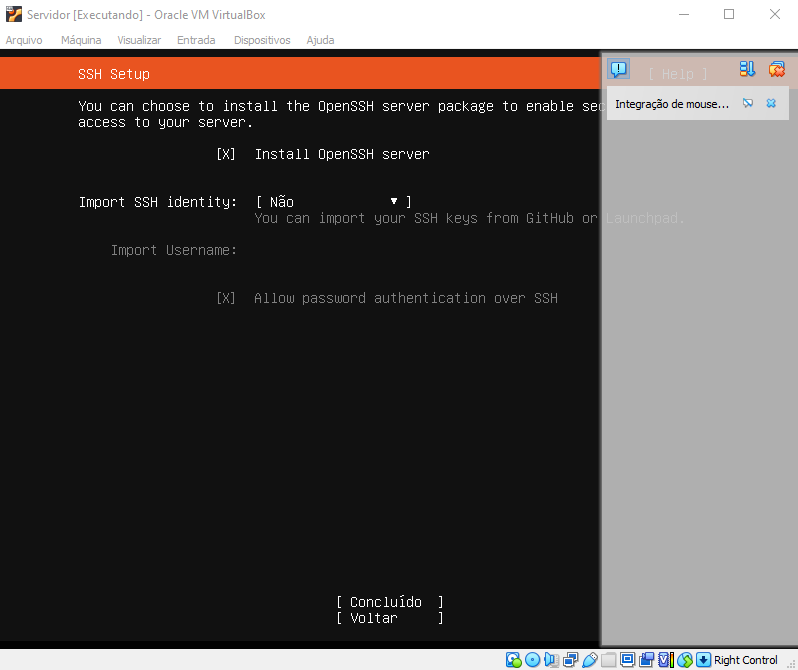 Servidor [Executando] - Oracle VM VirtualBox
Arquivo Máquina Visualizar Entrada Dispositivos Ajuda
SSH Setup [ Help ]
Integração de mouse...
You can choose to install the OpenSSH server package to enable sec
access to your server.
[X] Install OpenSSH server
Import SSH identity: [ Não ▼ ]
You can import your SSH keys from GitHub or Launchpad.
Import Username:
[X] Allow password authentication over SSH
[ Concluído ]
[ Voltar ]
Right Control